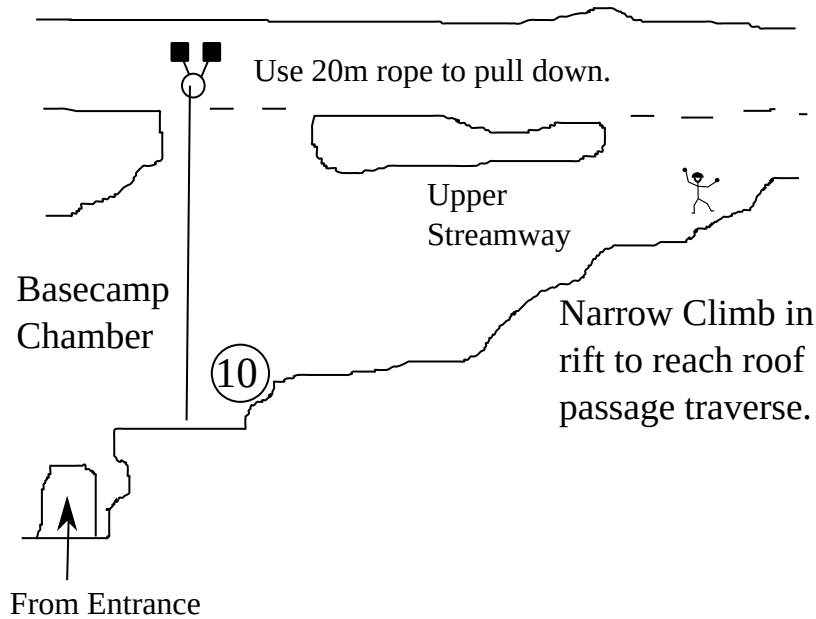 Use 20m rope to pull down.
Upper
Streamway
Basecamp
Chamber
Narrow Climb in
rift to reach roof
passage traverse.
10
From Entrance